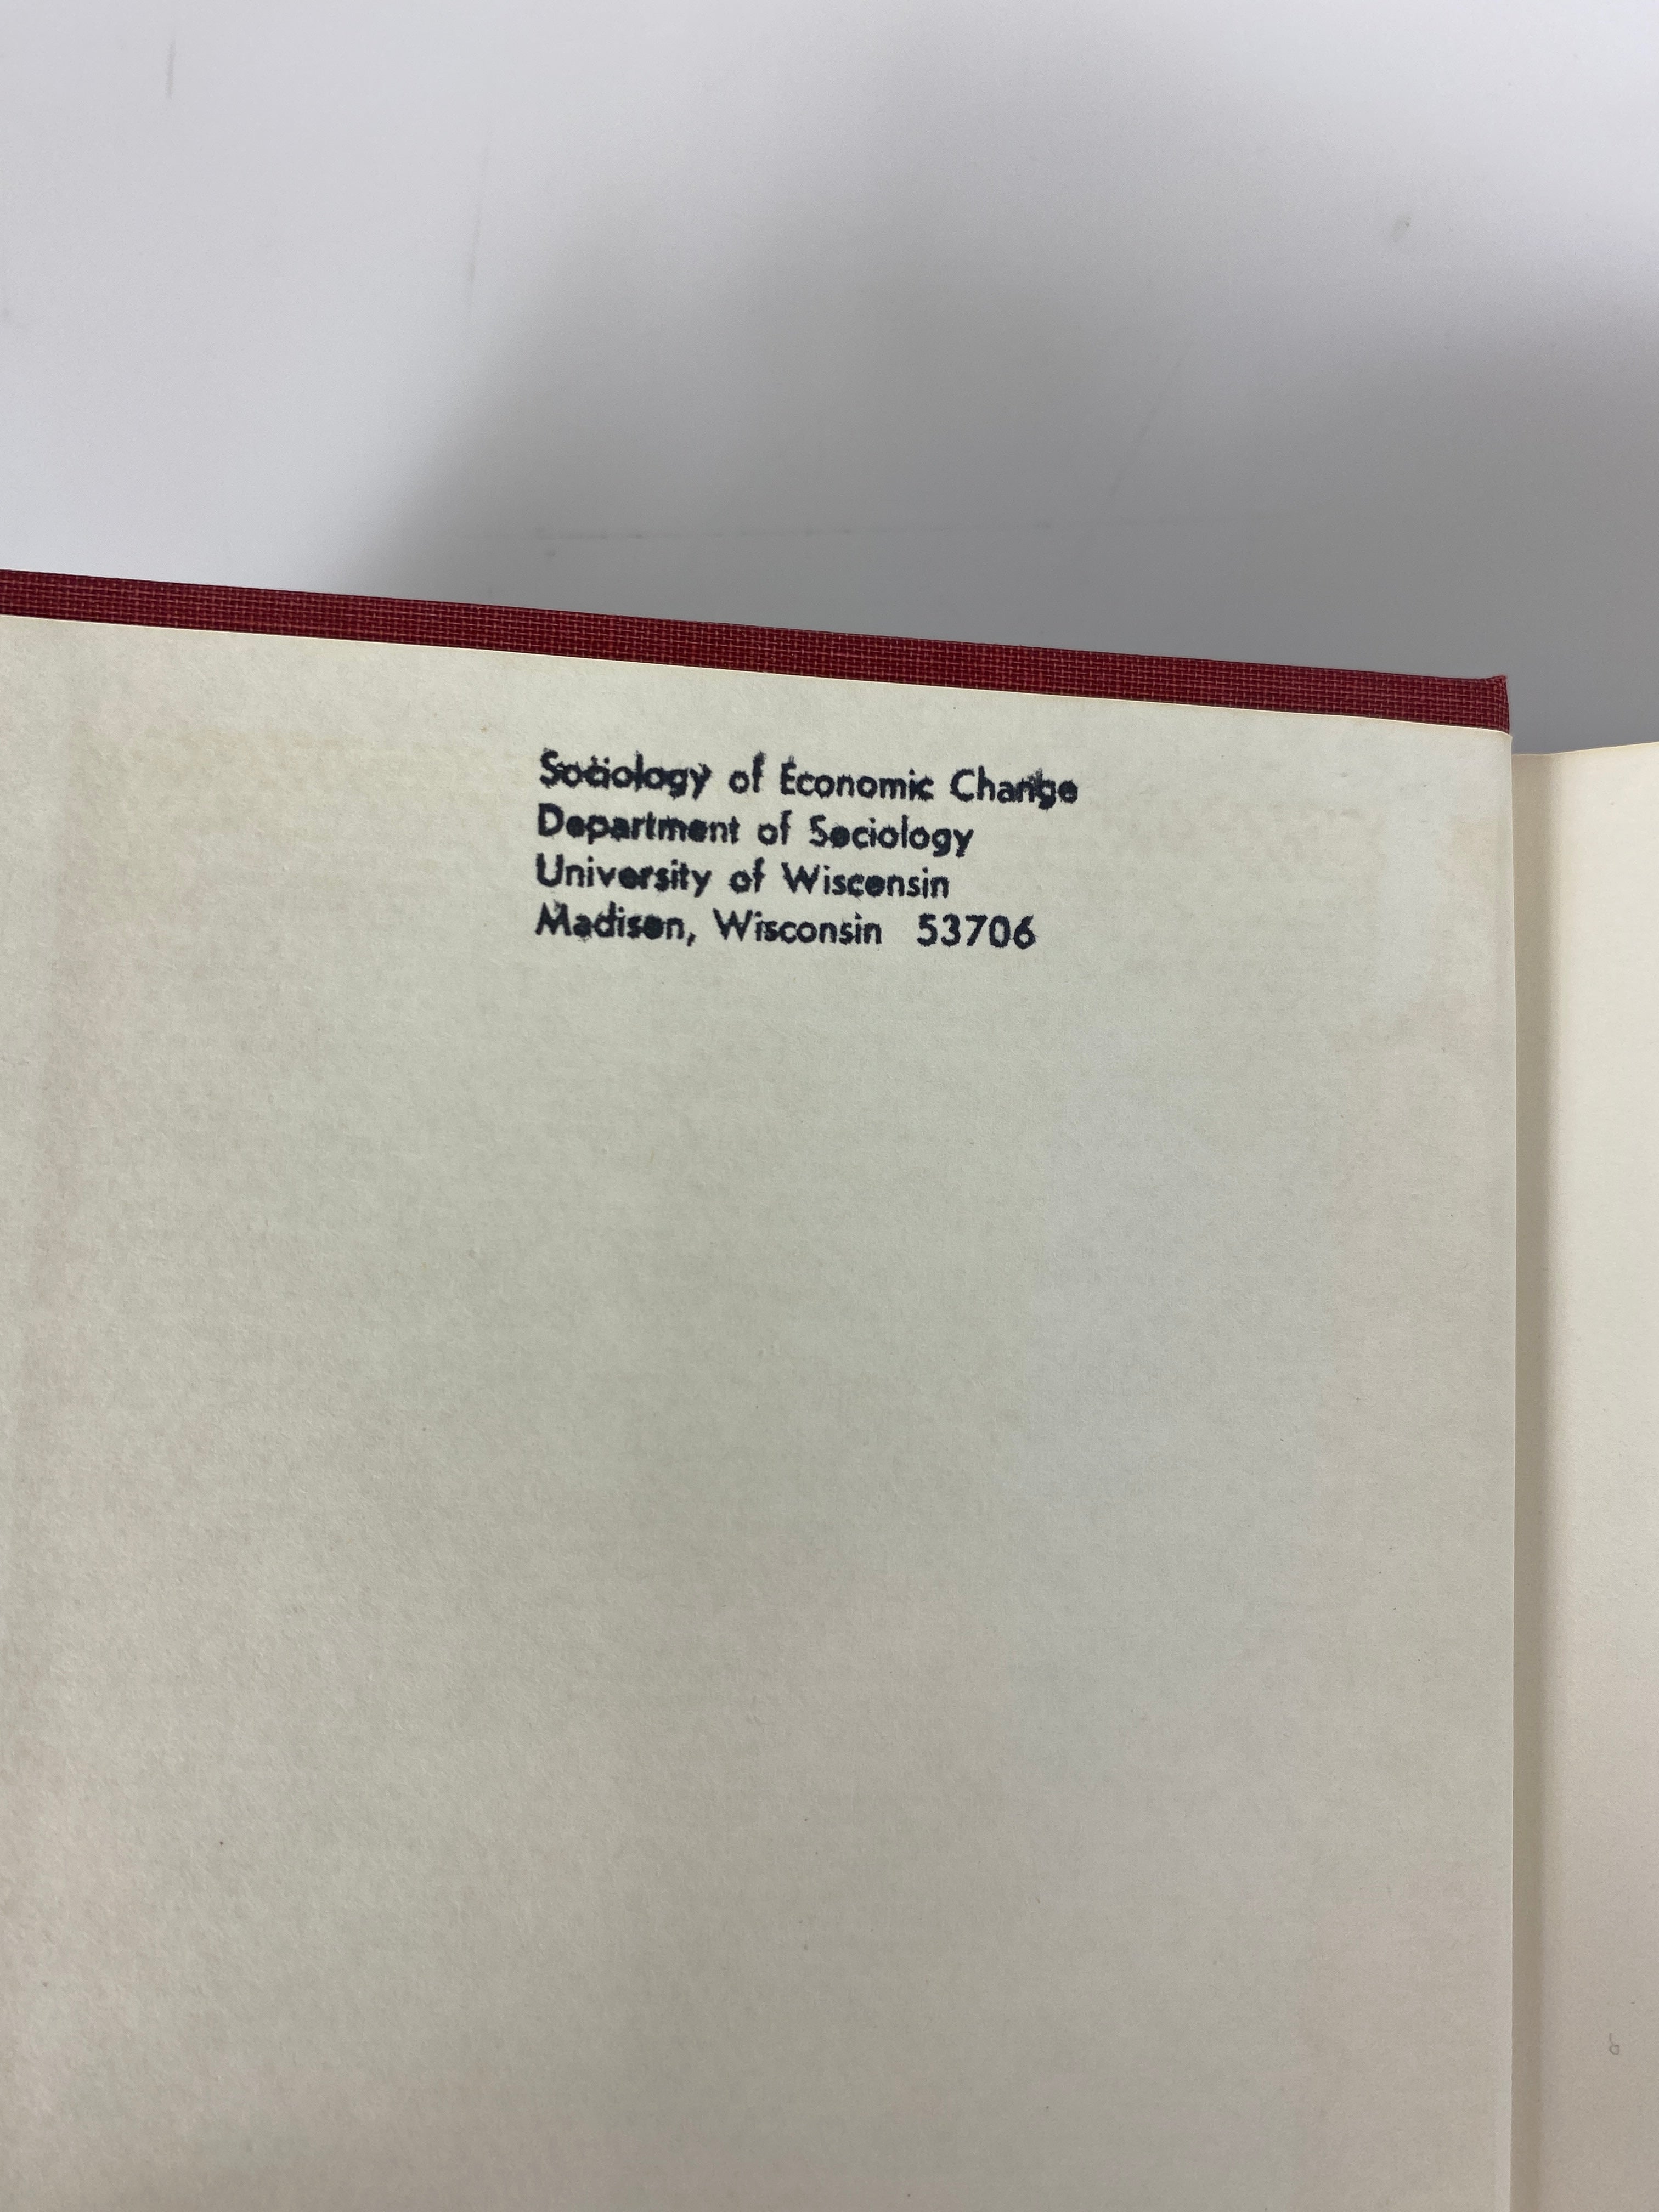 Sociology of Economic Change
Department of Sociology
University of Wisconsin
Madison, Wisconsin 53706